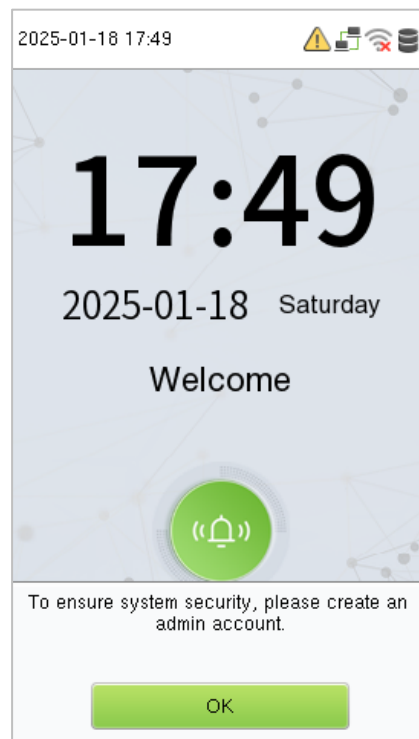 2025-01-18 17:49
17:49
2025-01-18 Saturday
Welcome
To ensure system security, please create an
admin account.
OK